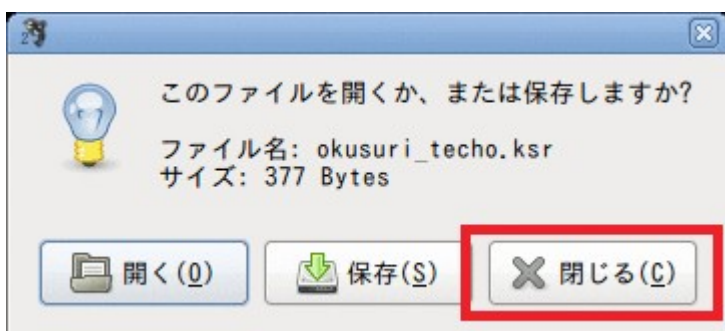 このファイルを開くか、または保存しますか?
ファイル名: okusuri_techo.ksr
サイズ: 377 Bytes
開く(O) 保存(S) 閉じる(C)